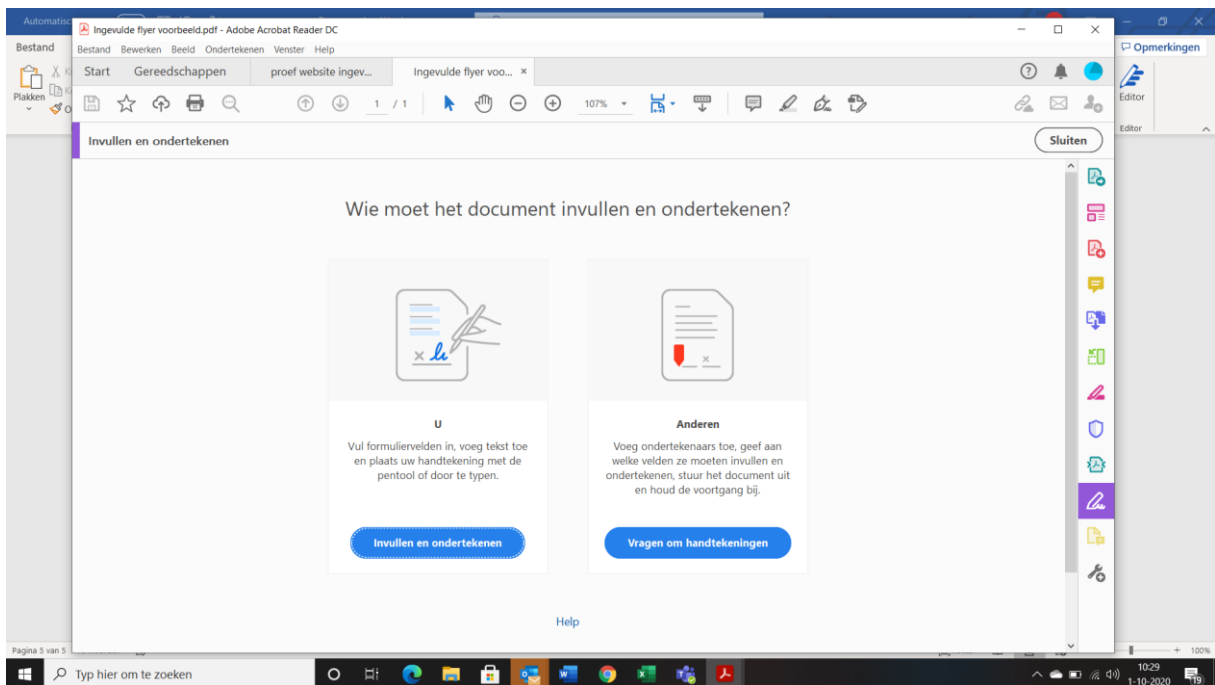 Automatisc
Ingevulde flyer voorbeeld.pdf - Adobe Acrobat Reader DC
Bestand
Bestand Bewerken Beeld Ondertekenen Venster Help
Opmerkingen
Start Gereedschappen proef website ingev... Ingevulde flyer voo... ×
Plakken
1 / 1
107%
Editor
Editor
Invullen en ondertekenen
Sluiten
Wie moet het document invullen en ondertekenen?
U
Vul formuliervelden in, voeg tekst toe
en plaats uw handtekening met de
pentool of door te typen.
Invullen en ondertekenen
Anderen
Voeg ondertekenaars toe, geef aan
welke velden ze moeten invullen en
ondertekenen, stuur het document uit
en houd de voortgang bij.
Vragen om handtekeningen
Help
Pagina 5 van 5
100%
Typ hier om te zoeken
10:29
1-10-2020
19